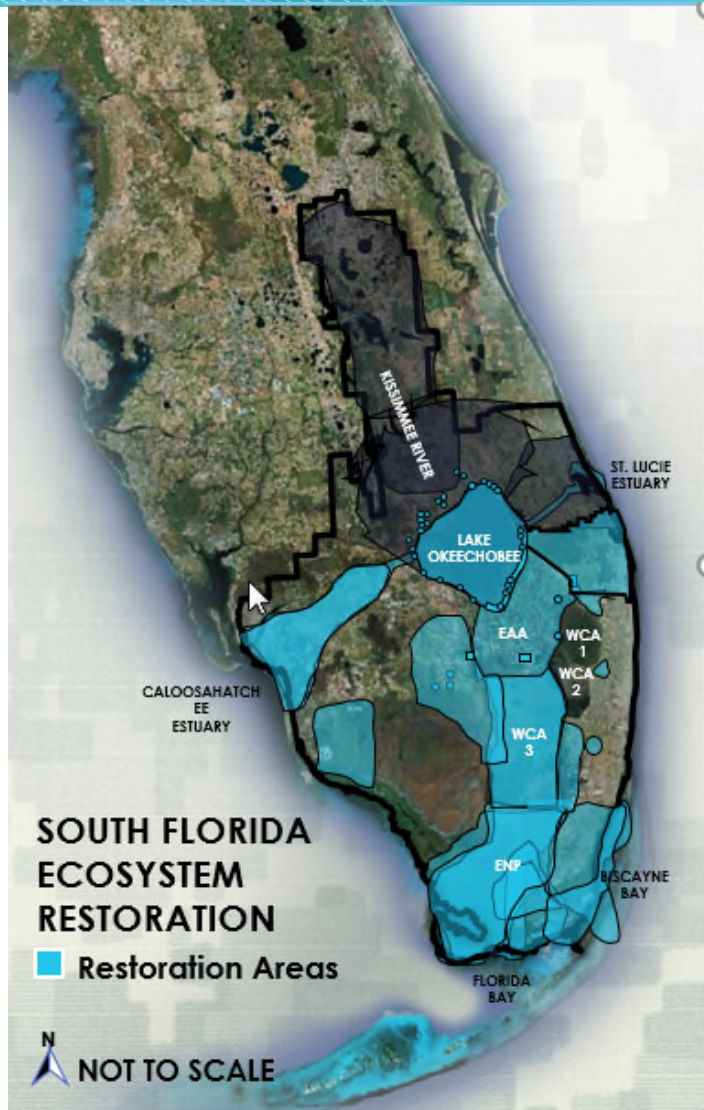 KISSIMMEE RIVER
ST. LUCIE
ESTUARY
LAKE
OKEECHOBEE
EAA
WCA
1
WCA
2
CALOOSAHATCH
EE
ESTUARY
WCA
3
SOUTH FLORIDA
ECOSYSTEM
RESTORATION
Restoration Areas
ENP
BISCAYNE
BAY
FLORIDA
BAY
N
NOT TO SCALE